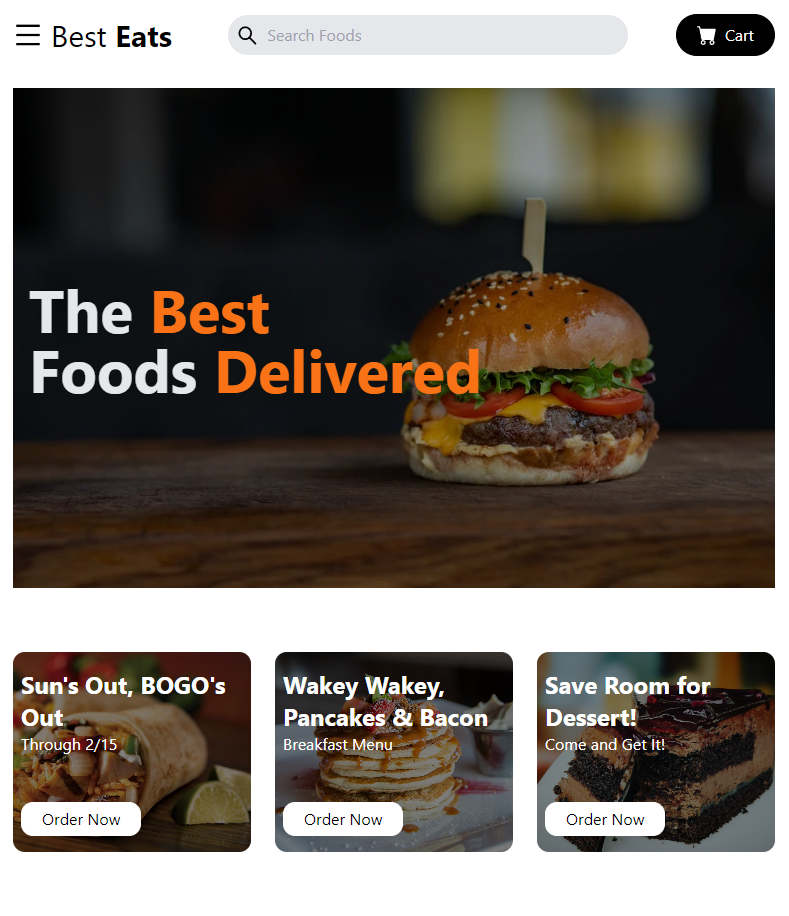 Best Eats
Search Foods
Cart
The Best
Foods Delivered
Sun's Out, BOGO's
Out
Through 2/15
Order Now
Wakey Wakey,
Pancakes & Bacon
Breakfast Menu
Order Now
Save Room for
Dessert!
Come and Get It!
Order Now